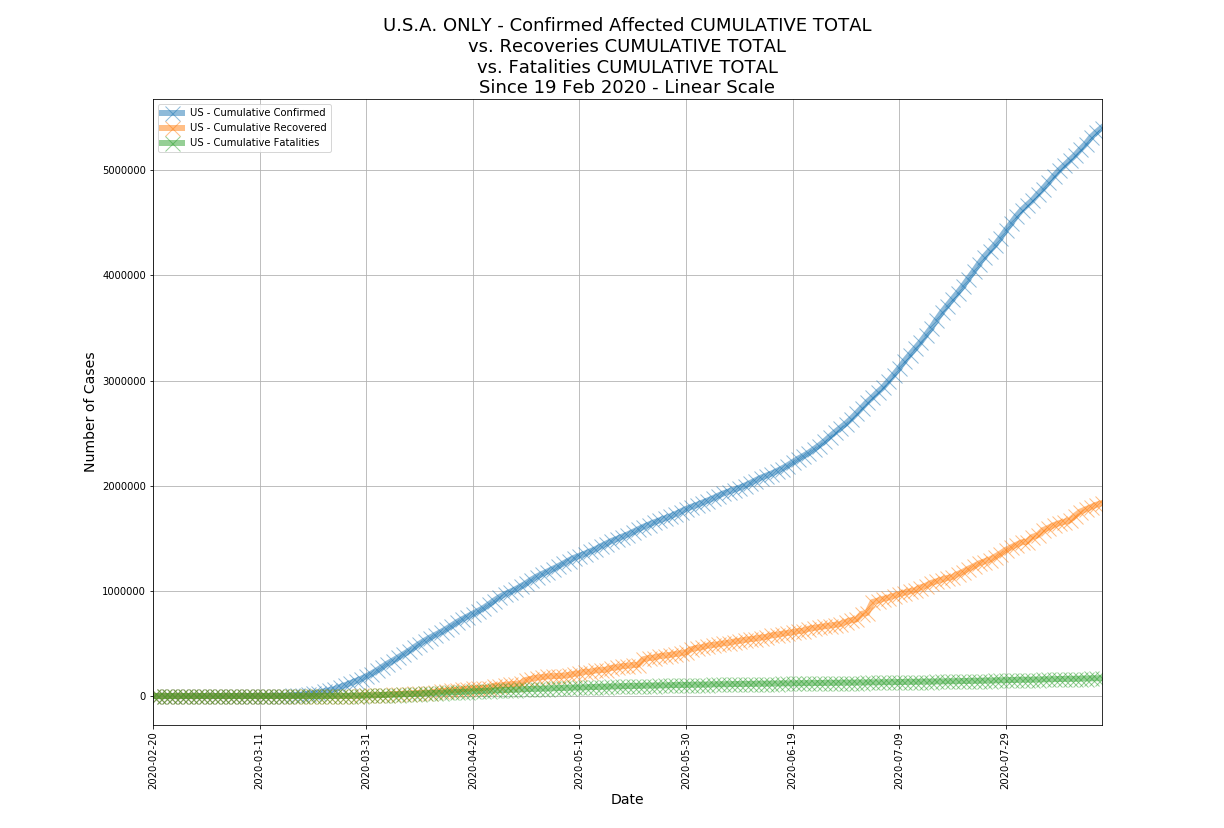 U.S.A. ONLY - Confirmed Affected CUMULATIVE TOTAL
vs. Recoveries CUMULATIVE TOTAL
vs. Fatalities CUMULATIVE TOTAL
Since 19 Feb 2020 - Linear Scale
US - Cumulative Confirmed
US - Cumulative Recovered
US - Cumulative Fatalities
Number of Cases
5000000
4000000
3000000
2000000
1000000
0
2020-02-20
2020-03-11
2020-03-31
2020-04-20
2020-05-10
2020-05-30
2020-06-19
2020-07-09
2020-07-29
Date